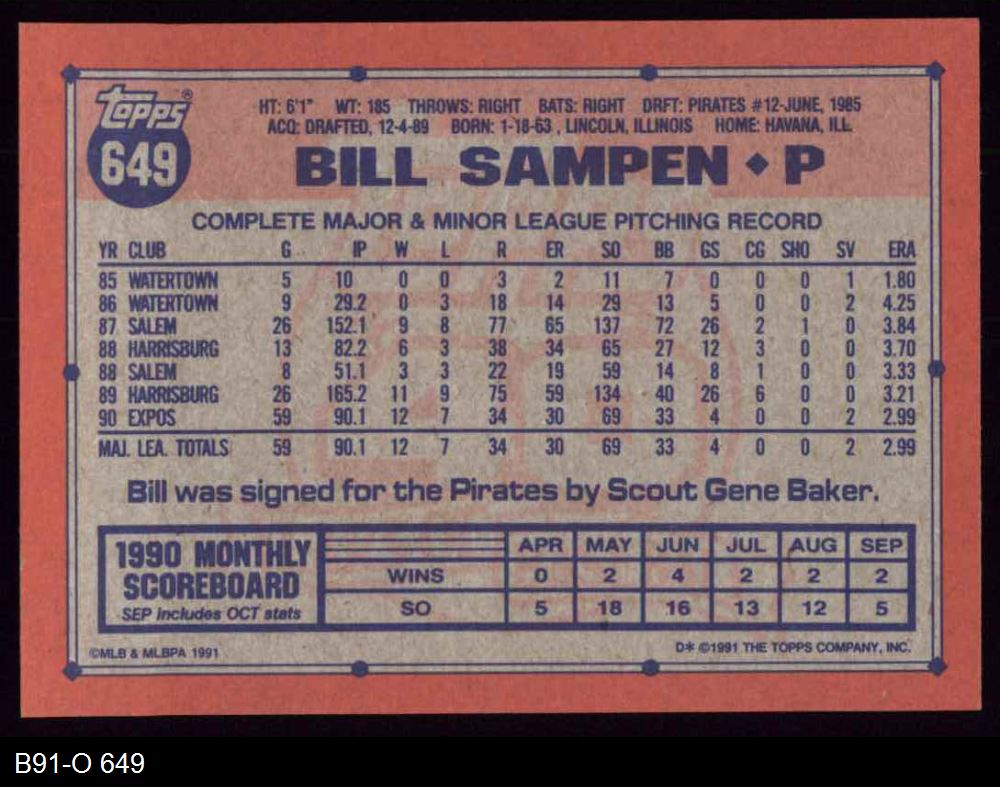 Topps®
649
HT: 6'1" WT: 185 THROWS: RIGHT BATS: RIGHT DRFT: PIRATES #12-JUNE, 1985
ACQ: DRAFTED, 12-4-89 BORN: 1-18-63, LINCOLN, ILLINOIS HOME: HAVANA, ILL.
BILL SAMPEN ◆ P
COMPLETE MAJOR & MINOR LEAGUE PITCHING RECORD
YR CLUB G IP W L R ER SO BB GS CG SHO SV ERA
85 WATERTOWN 5 10 0 0 3 2 11 7 0 0 0 1 1.80
86 WATERTOWN 9 29.2 0 3 18 14 29 13 5 0 0 2 4.25
87 SALEM 26 152.1 9 8 77 65 137 72 26 2 1 0 3.84
88 HARRISBURG 13 82.2 6 3 38 34 65 27 12 3 0 0 3.70
88 SALEM 8 51.1 3 3 22 19 59 14 8 1 0 0 3.33
89 HARRISBURG 26 165.2 11 9 75 59 134 40 26 6 0 0 3.21
90 EXPOS 59 90.1 12 7 34 30 69 33 4 0 0 2 2.99
MAJ. LEA. TOTALS 59 90.1 12 7 34 30 69 33 4 0 0 2 2.99
Bill was signed for the Pirates by Scout Gene Baker.
1990 MONTHLY SCOREBOARD
SEP includes OCT stats
APR MAY JUN JUL AUG SEP
WINS 0 2 4 2 2 2
SO 5 18 16 13 12 5
©MLB & MLBPA 1991
D* ©1991 THE TOPPS COMPANY, INC.
B91-O 649